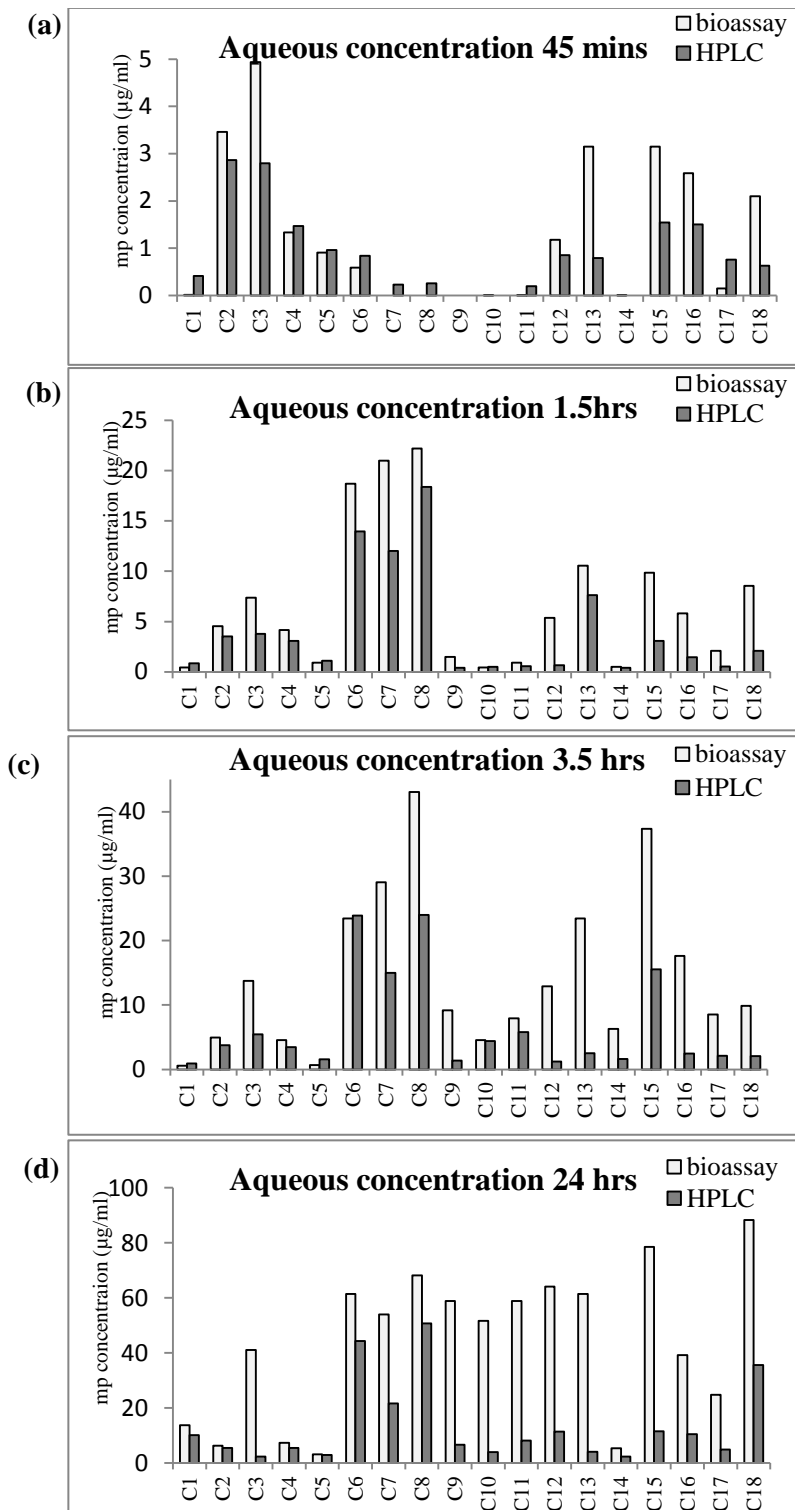 (a)
Aqueous concentration 45 mins
bioassay
HPLC
mp concentraion (µg/ml)
5
4
3
2
1
0
C1 C2 C3 C4 C5 C6 C7 C8 C9 C10 C11 C12 C13 C14 C15 C16 C17 C18
(b)
Aqueous concentration 1.5hrs
bioassay
HPLC
mp concentraion (µg/ml)
25
20
15
10
5
0
C1 C2 C3 C4 C5 C6 C7 C8 C9 C10 C11 C12 C13 C14 C15 C16 C17 C18
(c)
Aqueous concentration 3.5 hrs
bioassay
HPLC
mp concentraion (µg/ml)
40
30
20
10
0
C1 C2 C3 C4 C5 C6 C7 C8 C9 C10 C11 C12 C13 C14 C15 C16 C17 C18
(d)
Aqueous concentration 24 hrs
bioassay
HPLC
mp concentraion (µg/ml)
100
80
60
40
20
0
C1 C2 C3 C4 C5 C6 C7 C8 C9 C10 C11 C12 C13 C14 C15 C16 C17 C18